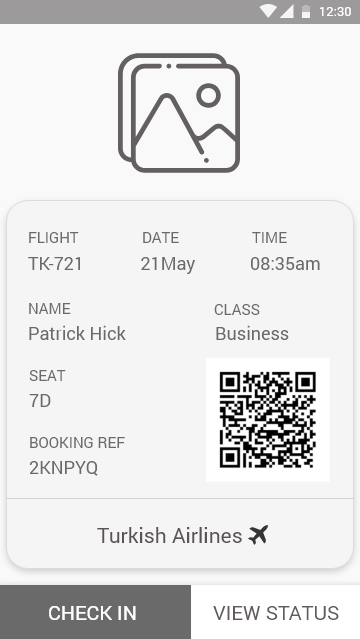 12:30
FLIGHT DATE TIME
TK-721 21May 08:35am
NAME CLASS
Patrick Hick Business
SEAT
7D
BOOKING REF
2KNPYQ
Turkish Airlines
CHECK IN VIEW STATUS